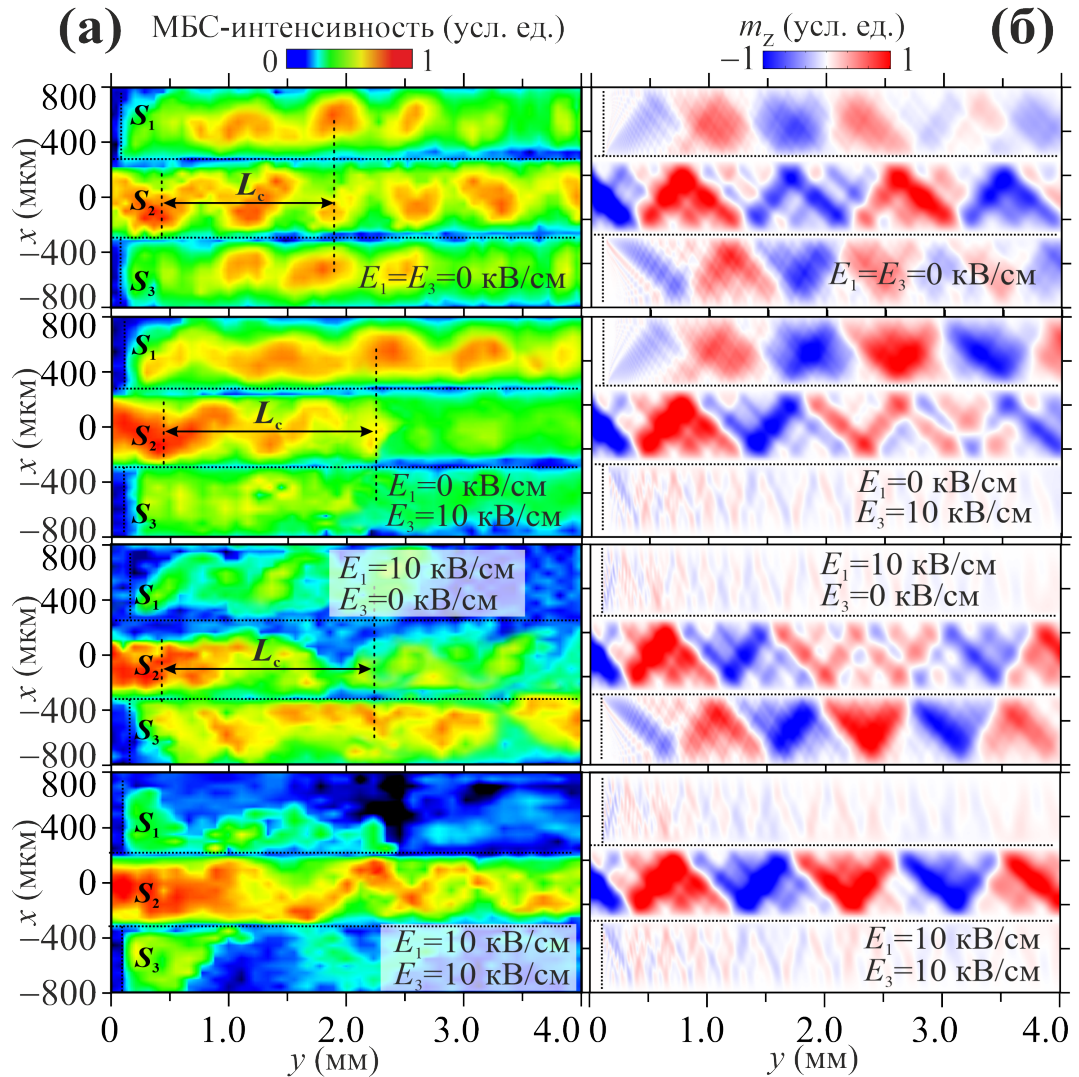 (а) МБС-интенсивность (усл. ед.)
0 1
m_z (усл. ед.) (б)
−1 1
x (мкм)
800
400
0
−400
−800
S_1
S_2
L_c
S_3
E_1=E_3=0 кВ/см
E_1=E_3=0 кВ/см
x (мкм)
800
400
0
−400
−800
S_1
S_2
L_c
S_3
E_1=0 кВ/см
E_3=10 кВ/см
E_1=0 кВ/см
E_3=10 кВ/см
x (мкм)
800
400
0
−400
−800
S_1
E_1=10 кВ/см
E_3=0 кВ/см
S_2
L_c
S_3
E_1=10 кВ/см
E_3=0 кВ/см
x (мкм)
800
400
0
−400
−800
S_1
S_2
S_3
E_1=10 кВ/см
E_3=10 кВ/см
E_1=10 кВ/см
E_3=10 кВ/см
0 1.0 2.0 3.0 4.0
y (мм)
0 1.0 2.0 3.0 4.0
y (мм)